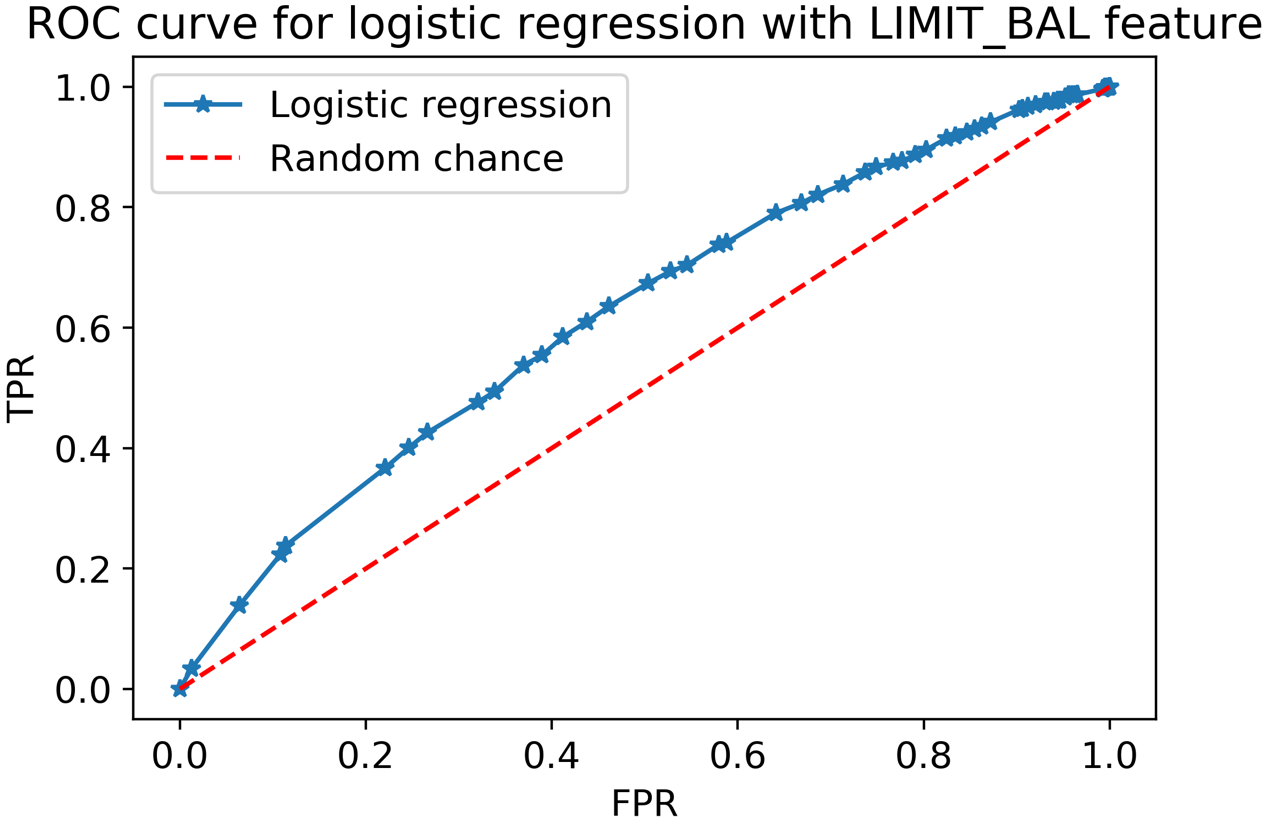 ROC curve for logistic regression with LIMIT_BAL feature
Logistic regression
Random chance
1.0
0.8
0.6
0.4
0.2
0.0
TPR
0.0 0.2 0.4 0.6 0.8 1.0
FPR